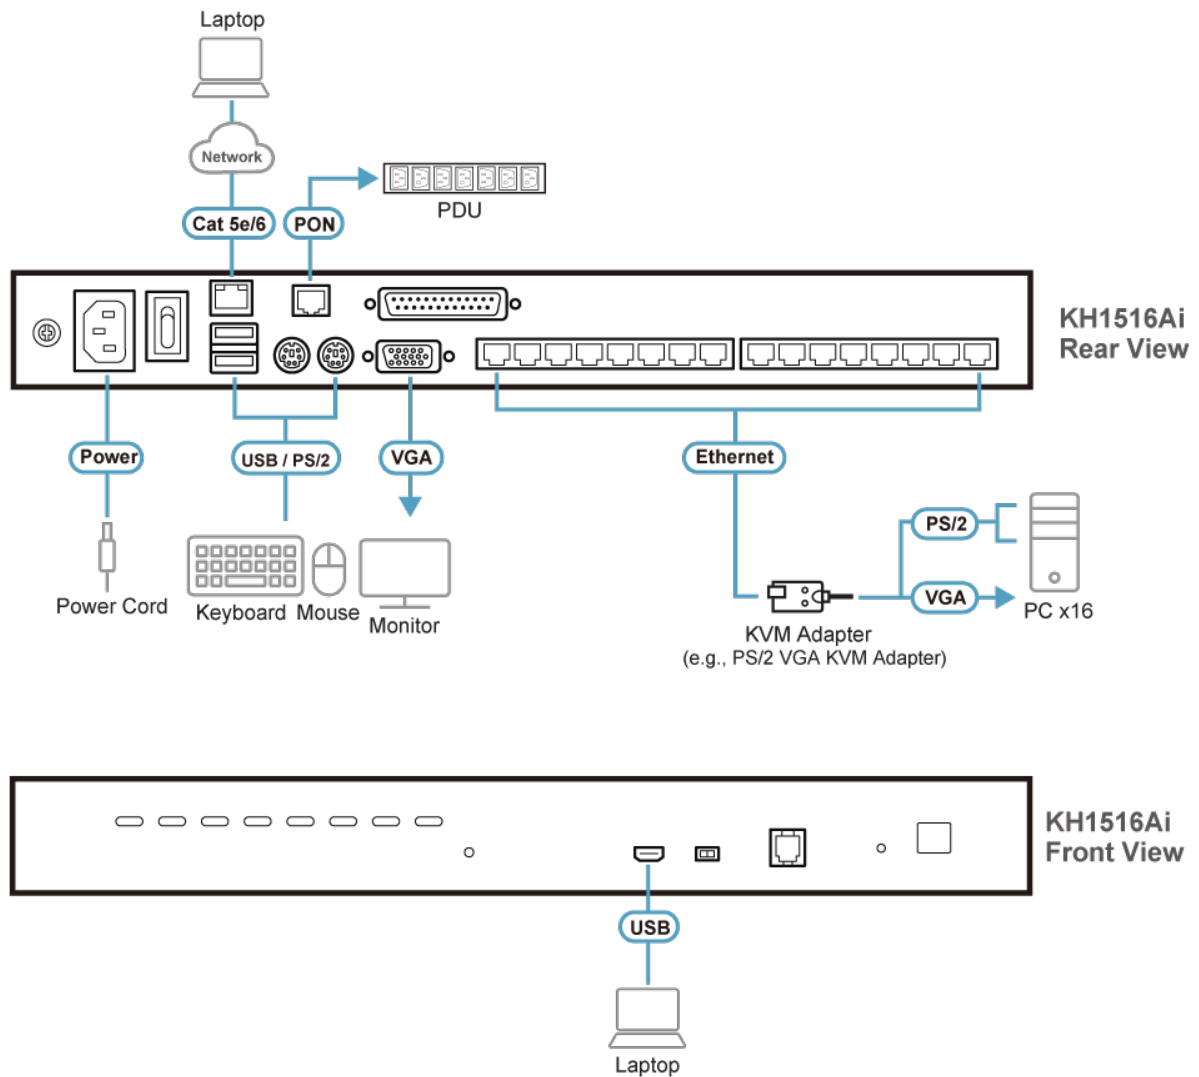 Laptop
Network
Cat 5e/6
PON
PDU
KH1516Ai
Rear View
Power
USB / PS/2
VGA
Ethernet
PS/2
VGA
Power Cord
Keyboard
Mouse
Monitor
KVM Adapter
(e.g., PS/2 VGA KVM Adapter)
PC x16
KH1516Ai
Front View
USB
Laptop